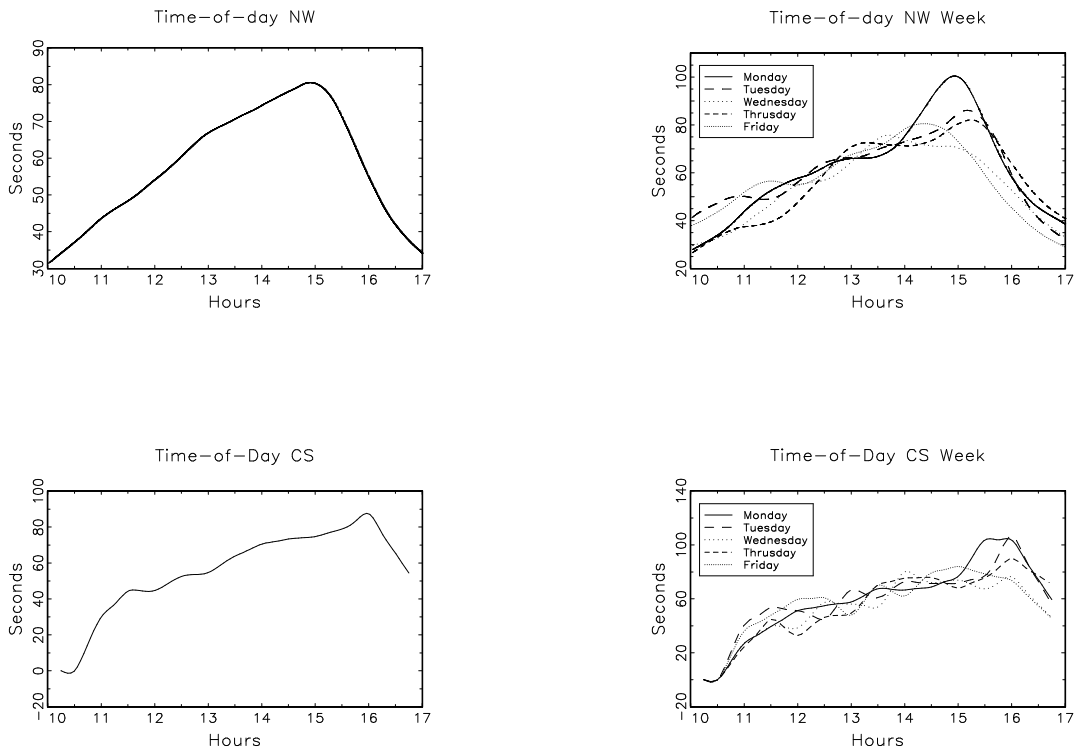 Time-of-day NW
Seconds
30 40 50 60 70 80 90
10 11 12 13 14 15 16 17
Hours
Time-of-day NW Week
Seconds
20 40 60 80 100
Monday
Tuesday
Wednesday
Thrusday
Friday
10 11 12 13 14 15 16 17
Hours
Time-of-Day CS
Seconds
-20 0 20 40 60 80 100
10 11 12 13 14 15 16 17
Hours
Time-of-Day CS Week
Seconds
-20 20 60 100 140
Monday
Tuesday
Wednesday
Thrusday
Friday
10 11 12 13 14 15 16 17
Hours